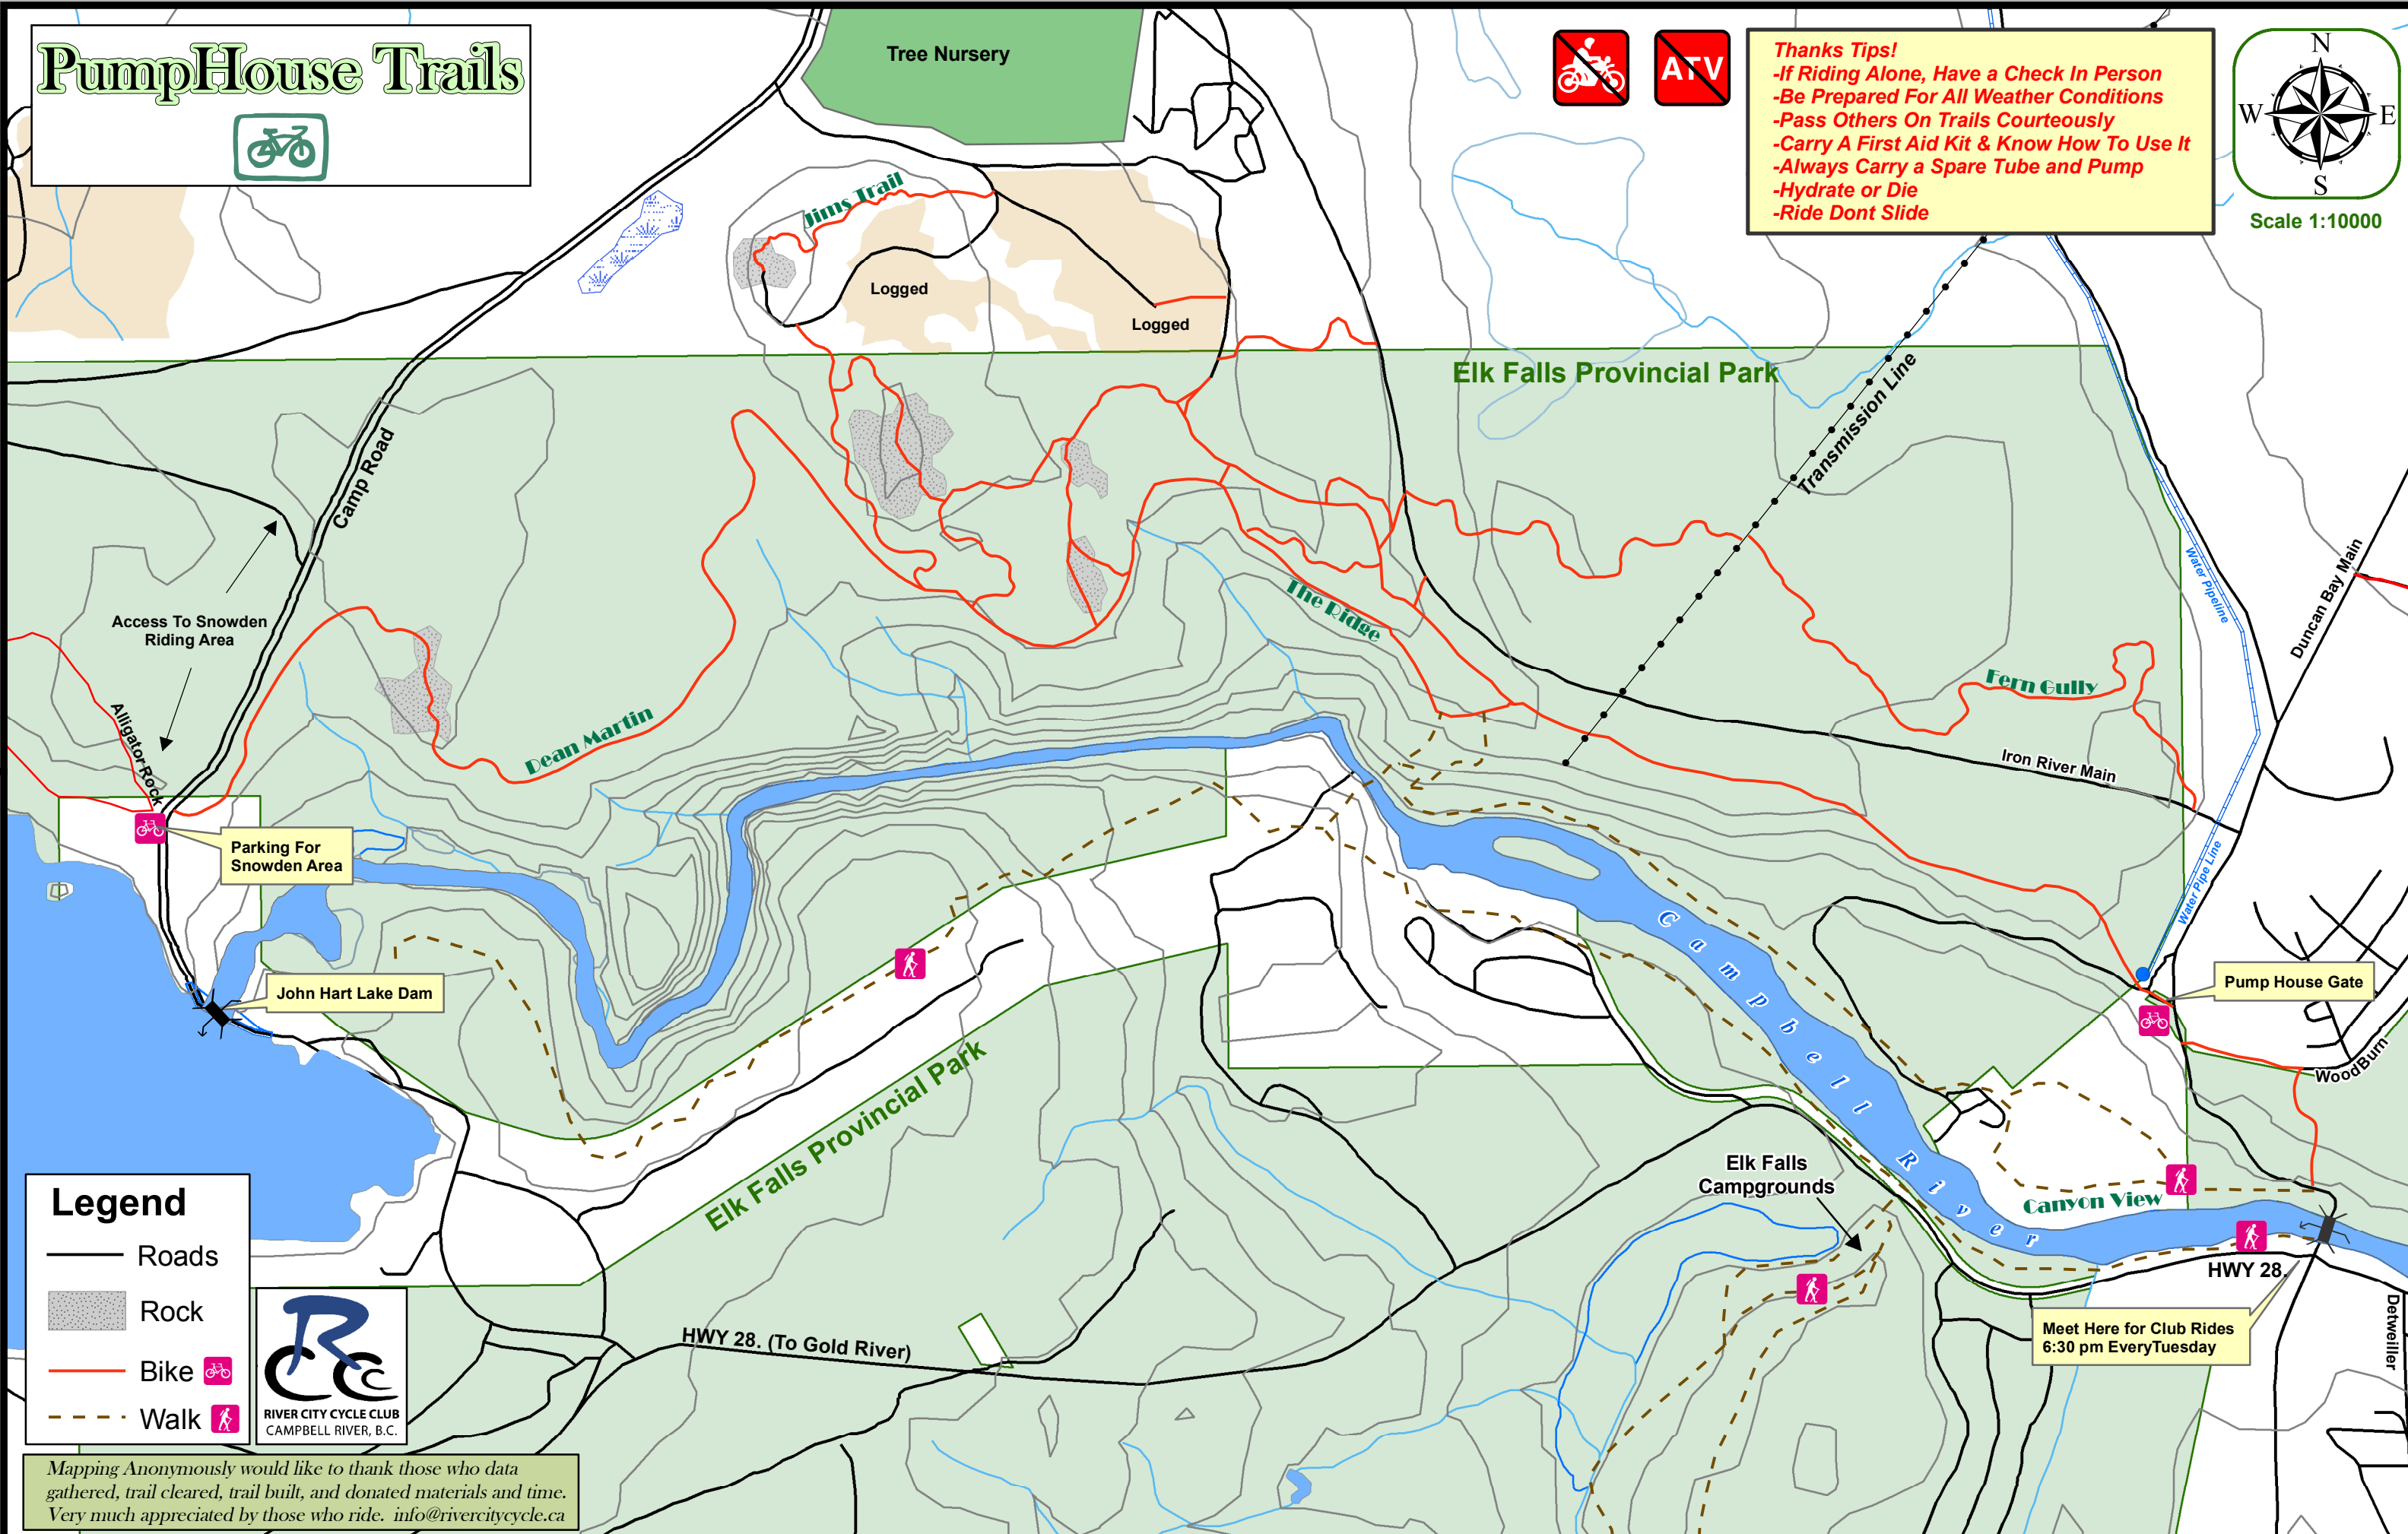 PumpHouse Trails
Tree Nursery
ATV
Thanks Tips!
-If Riding Alone, Have a Check In Person
-Be Prepared For All Weather Conditions
-Pass Others On Trails Courteously
-Carry A First Aid Kit & Know How To Use It
-Always Carry a Spare Tube and Pump
-Hydrate or Die
-Ride Dont Slide
N
W
E
S
Scale 1:10000
Jims Trail
Logged
Logged
Elk Falls Provincial Park
Transmission Line
Camp Road
Water Pipeline
Duncan Bay Main
Access To Snowden
Riding Area
The Ridge
Fern Gully
Alligator Rock
Dean Martin
Iron River Main
Parking For
Snowden Area
Water Pipe Line
Campbell River
John Hart Lake Dam
Pump House Gate
WoodBurn
Elk Falls Provincial Park
Elk Falls
Campgrounds
Canyon View
HWY 28.
Detweiller
Meet Here for Club Rides
6:30 pm EveryTuesday
HWY 28. (To Gold River)
Legend
Roads
Rock
Bike
Walk
RCCC
RIVER CITY CYCLE CLUB
CAMPBELL RIVER, B.C.
Mapping Anonymously would like to thank those who data
gathered, trail cleared, trail built, and donated materials and time.
Very much appreciated by those who ride. info@rivercitycycle.ca